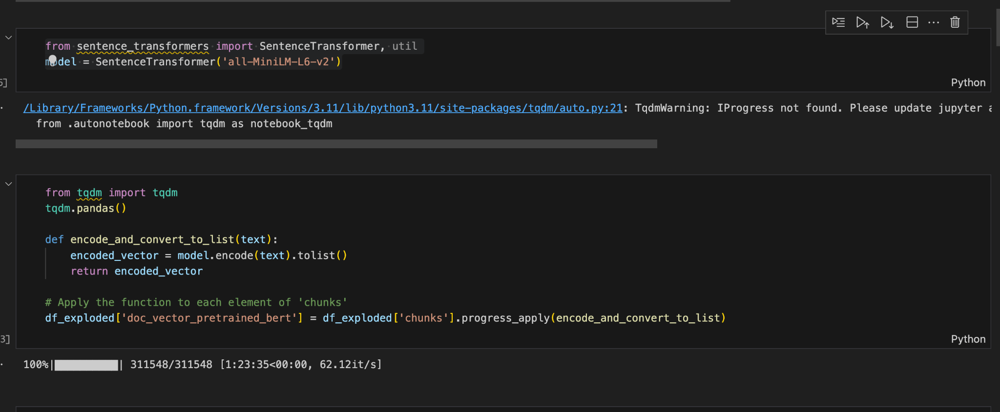 from sentence_transformers import SentenceTransformer, util
model = SentenceTransformer('all-MiniLM-L6-v2')
Python
/Library/Frameworks/Python.framework/Versions/3.11/lib/python3.11/site-packages/tqdm/auto.py:21: TqdmWarning: IProgress not found. Please update jupyter
from .autonotebook import tqdm as notebook_tqdm
from tqdm import tqdm
tqdm.pandas()
def encode_and_convert_to_list(text):
encoded_vector = model.encode(text).tolist()
return encoded_vector
# Apply the function to each element of 'chunks'
df_exploded['doc_vector_pretrained_bert'] = df_exploded['chunks'].progress_apply(encode_and_convert_to_list)
3]
Python
100%|██████████| 311548/311548 [1:23:35<00:00, 62.12it/s]